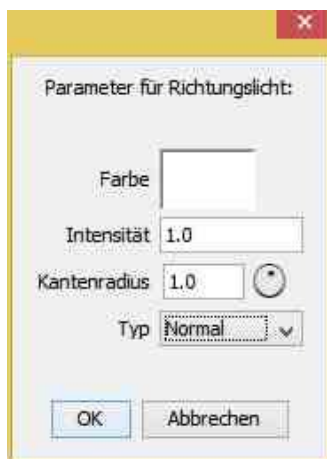 Parameter für Richtungslicht:
Farbe
Intensität 1.0
Kantenradius 1.0
Typ Normal
OK Abbrechen